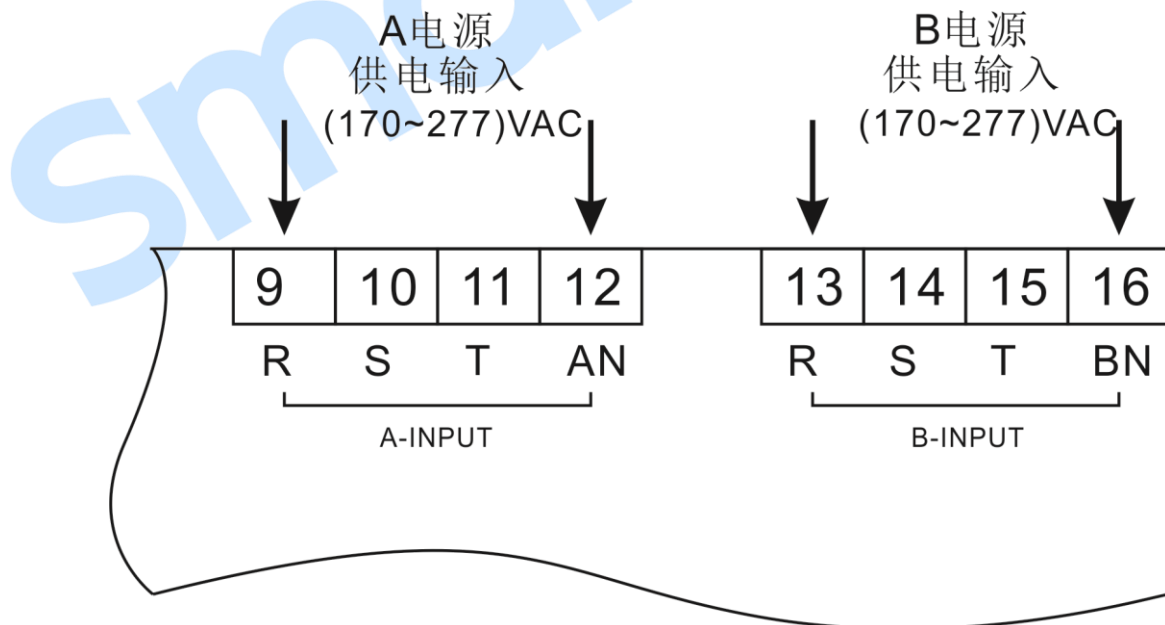 A电源
供电输入
(170~277)VAC
B电源
供电输入
(170~277)VAC
9 10 11 12
13 14 15 16
R S T AN
R S T BN
A-INPUT
B-INPUT